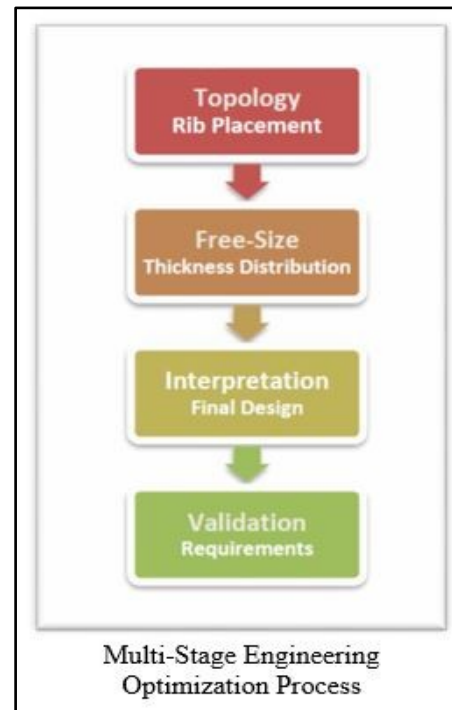 Topology
Rib Placement
Free-Size
Thickness Distribution
Interpretation
Final Design
Validation
Requirements
Multi-Stage Engineering
Optimization Process